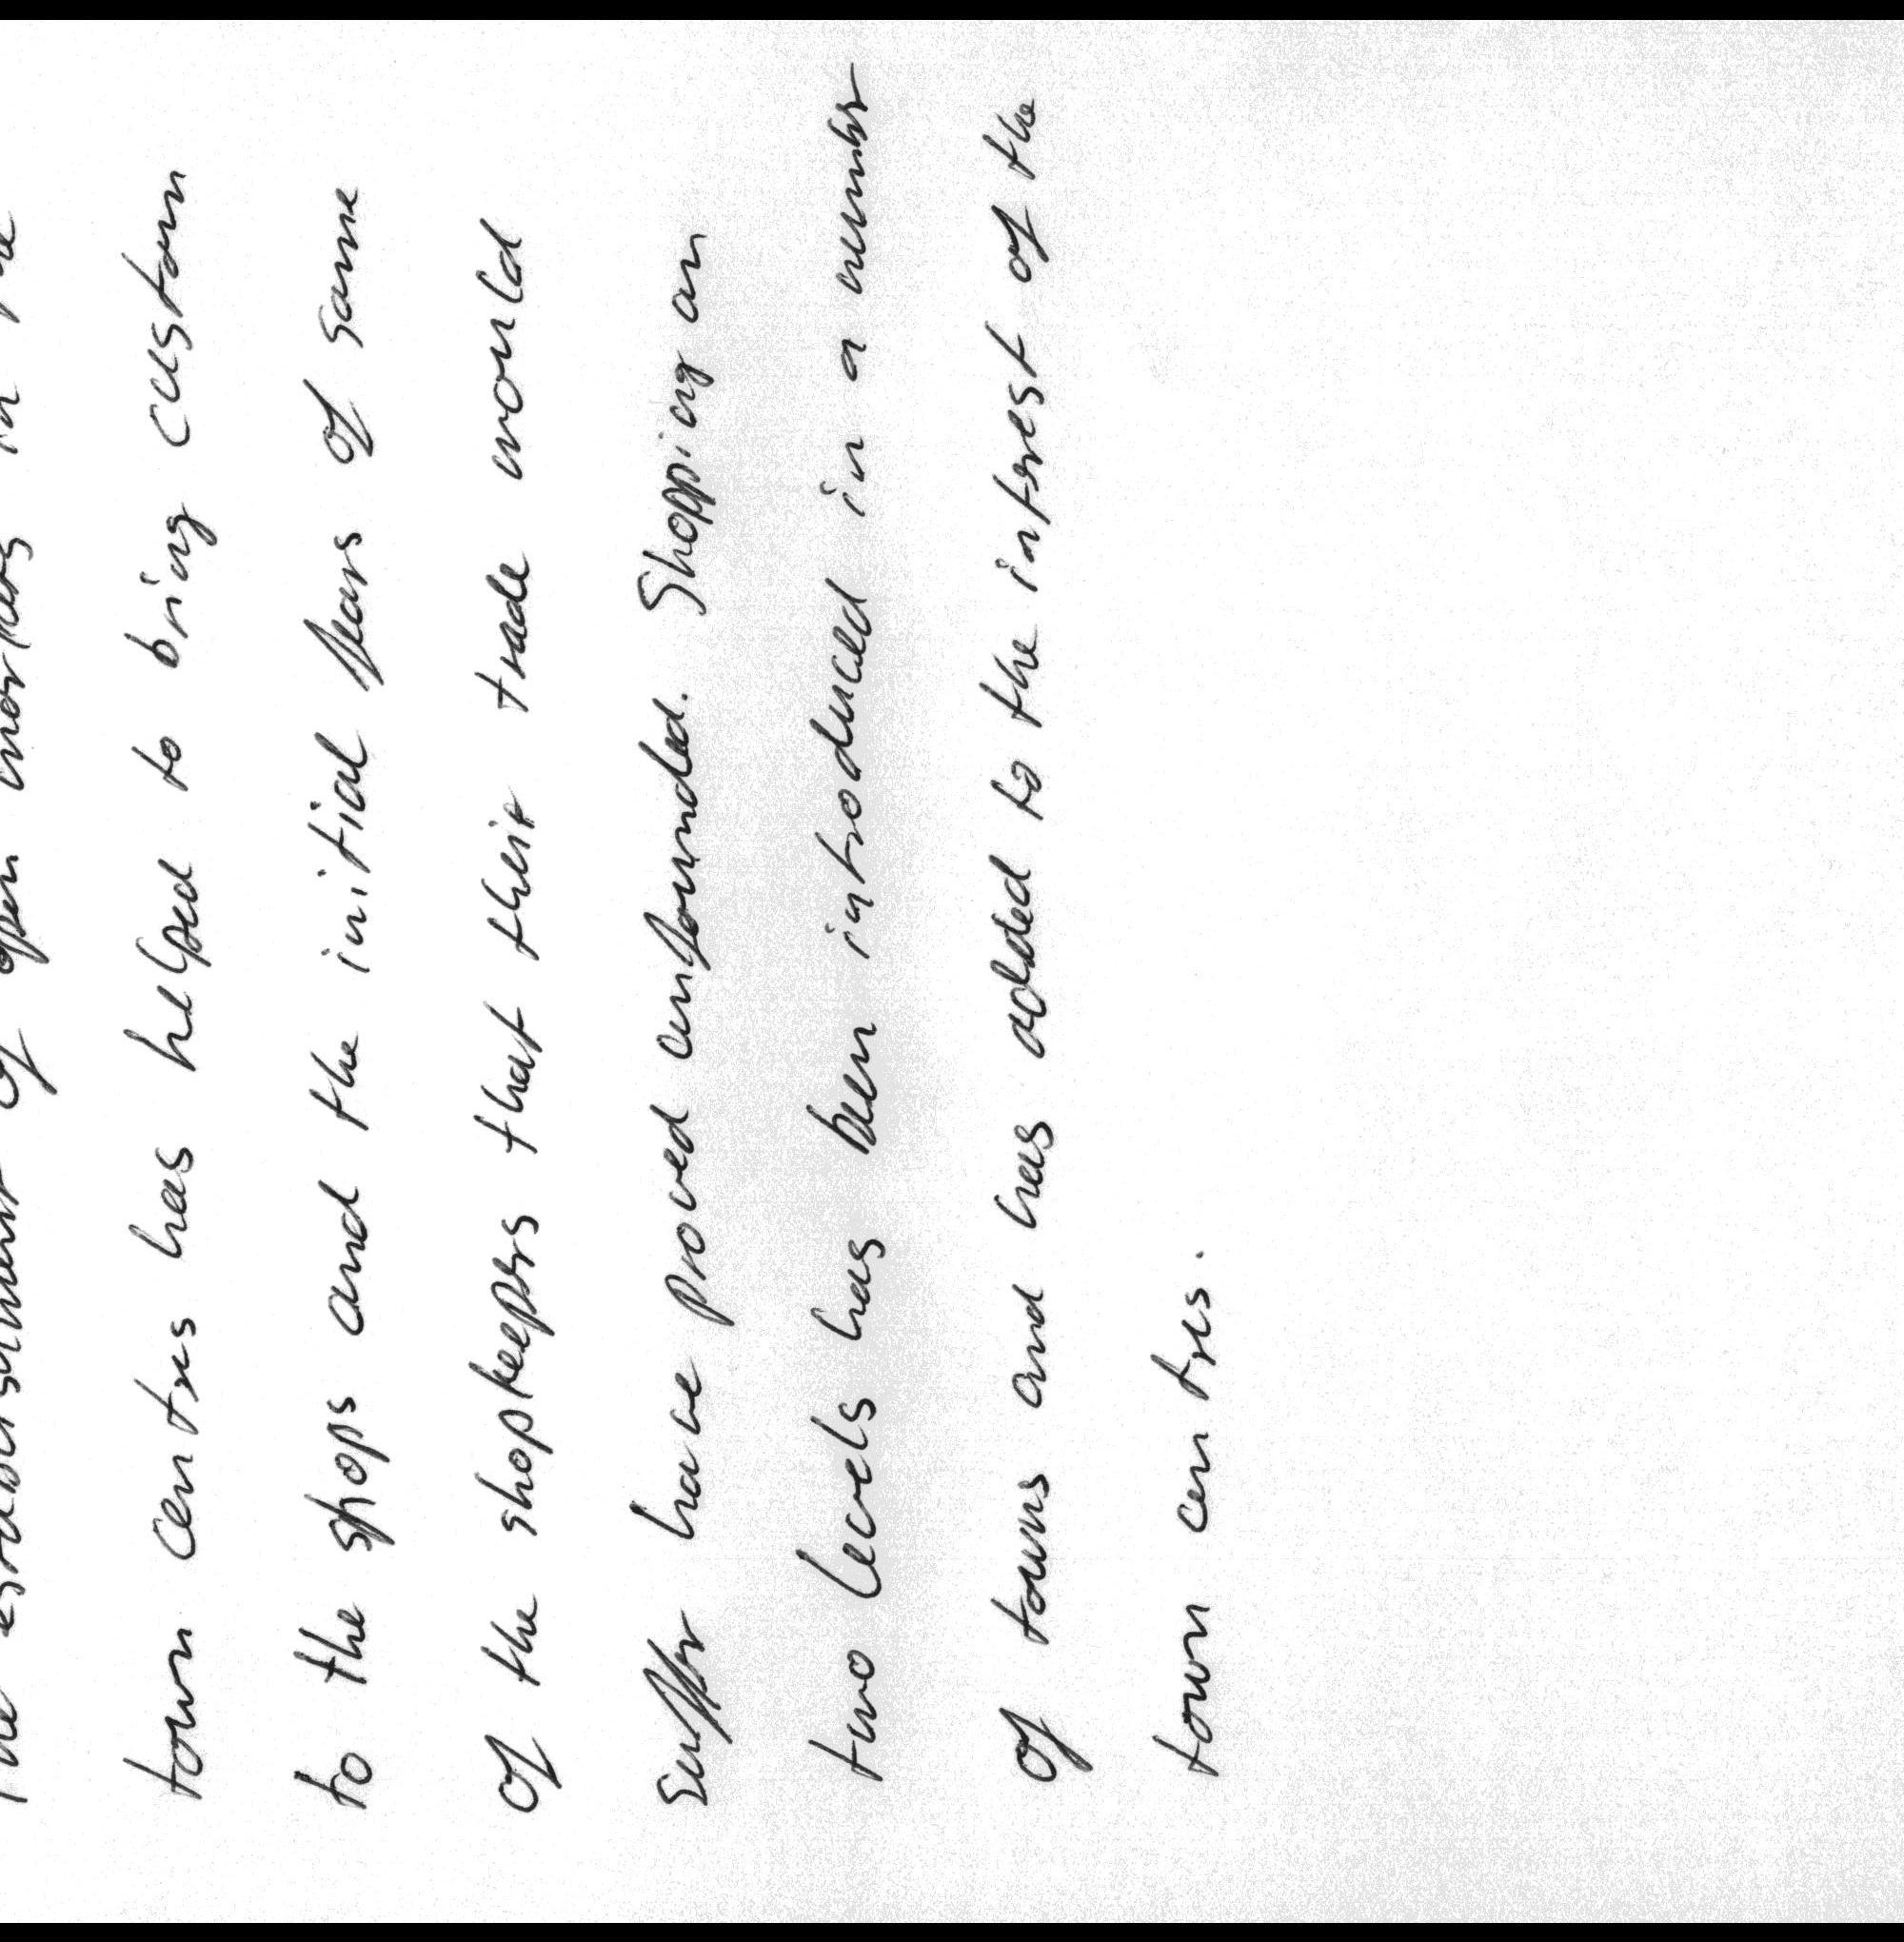 the establishment of open markets in the
town centres has helped to bring custom
to the shops and the initial fears of some
of the shopkeepers that their trade would
suffer have proved unfounded. Shopping on
two levels has been introduced in a number
of towns and has added to the interest of the
town centres.